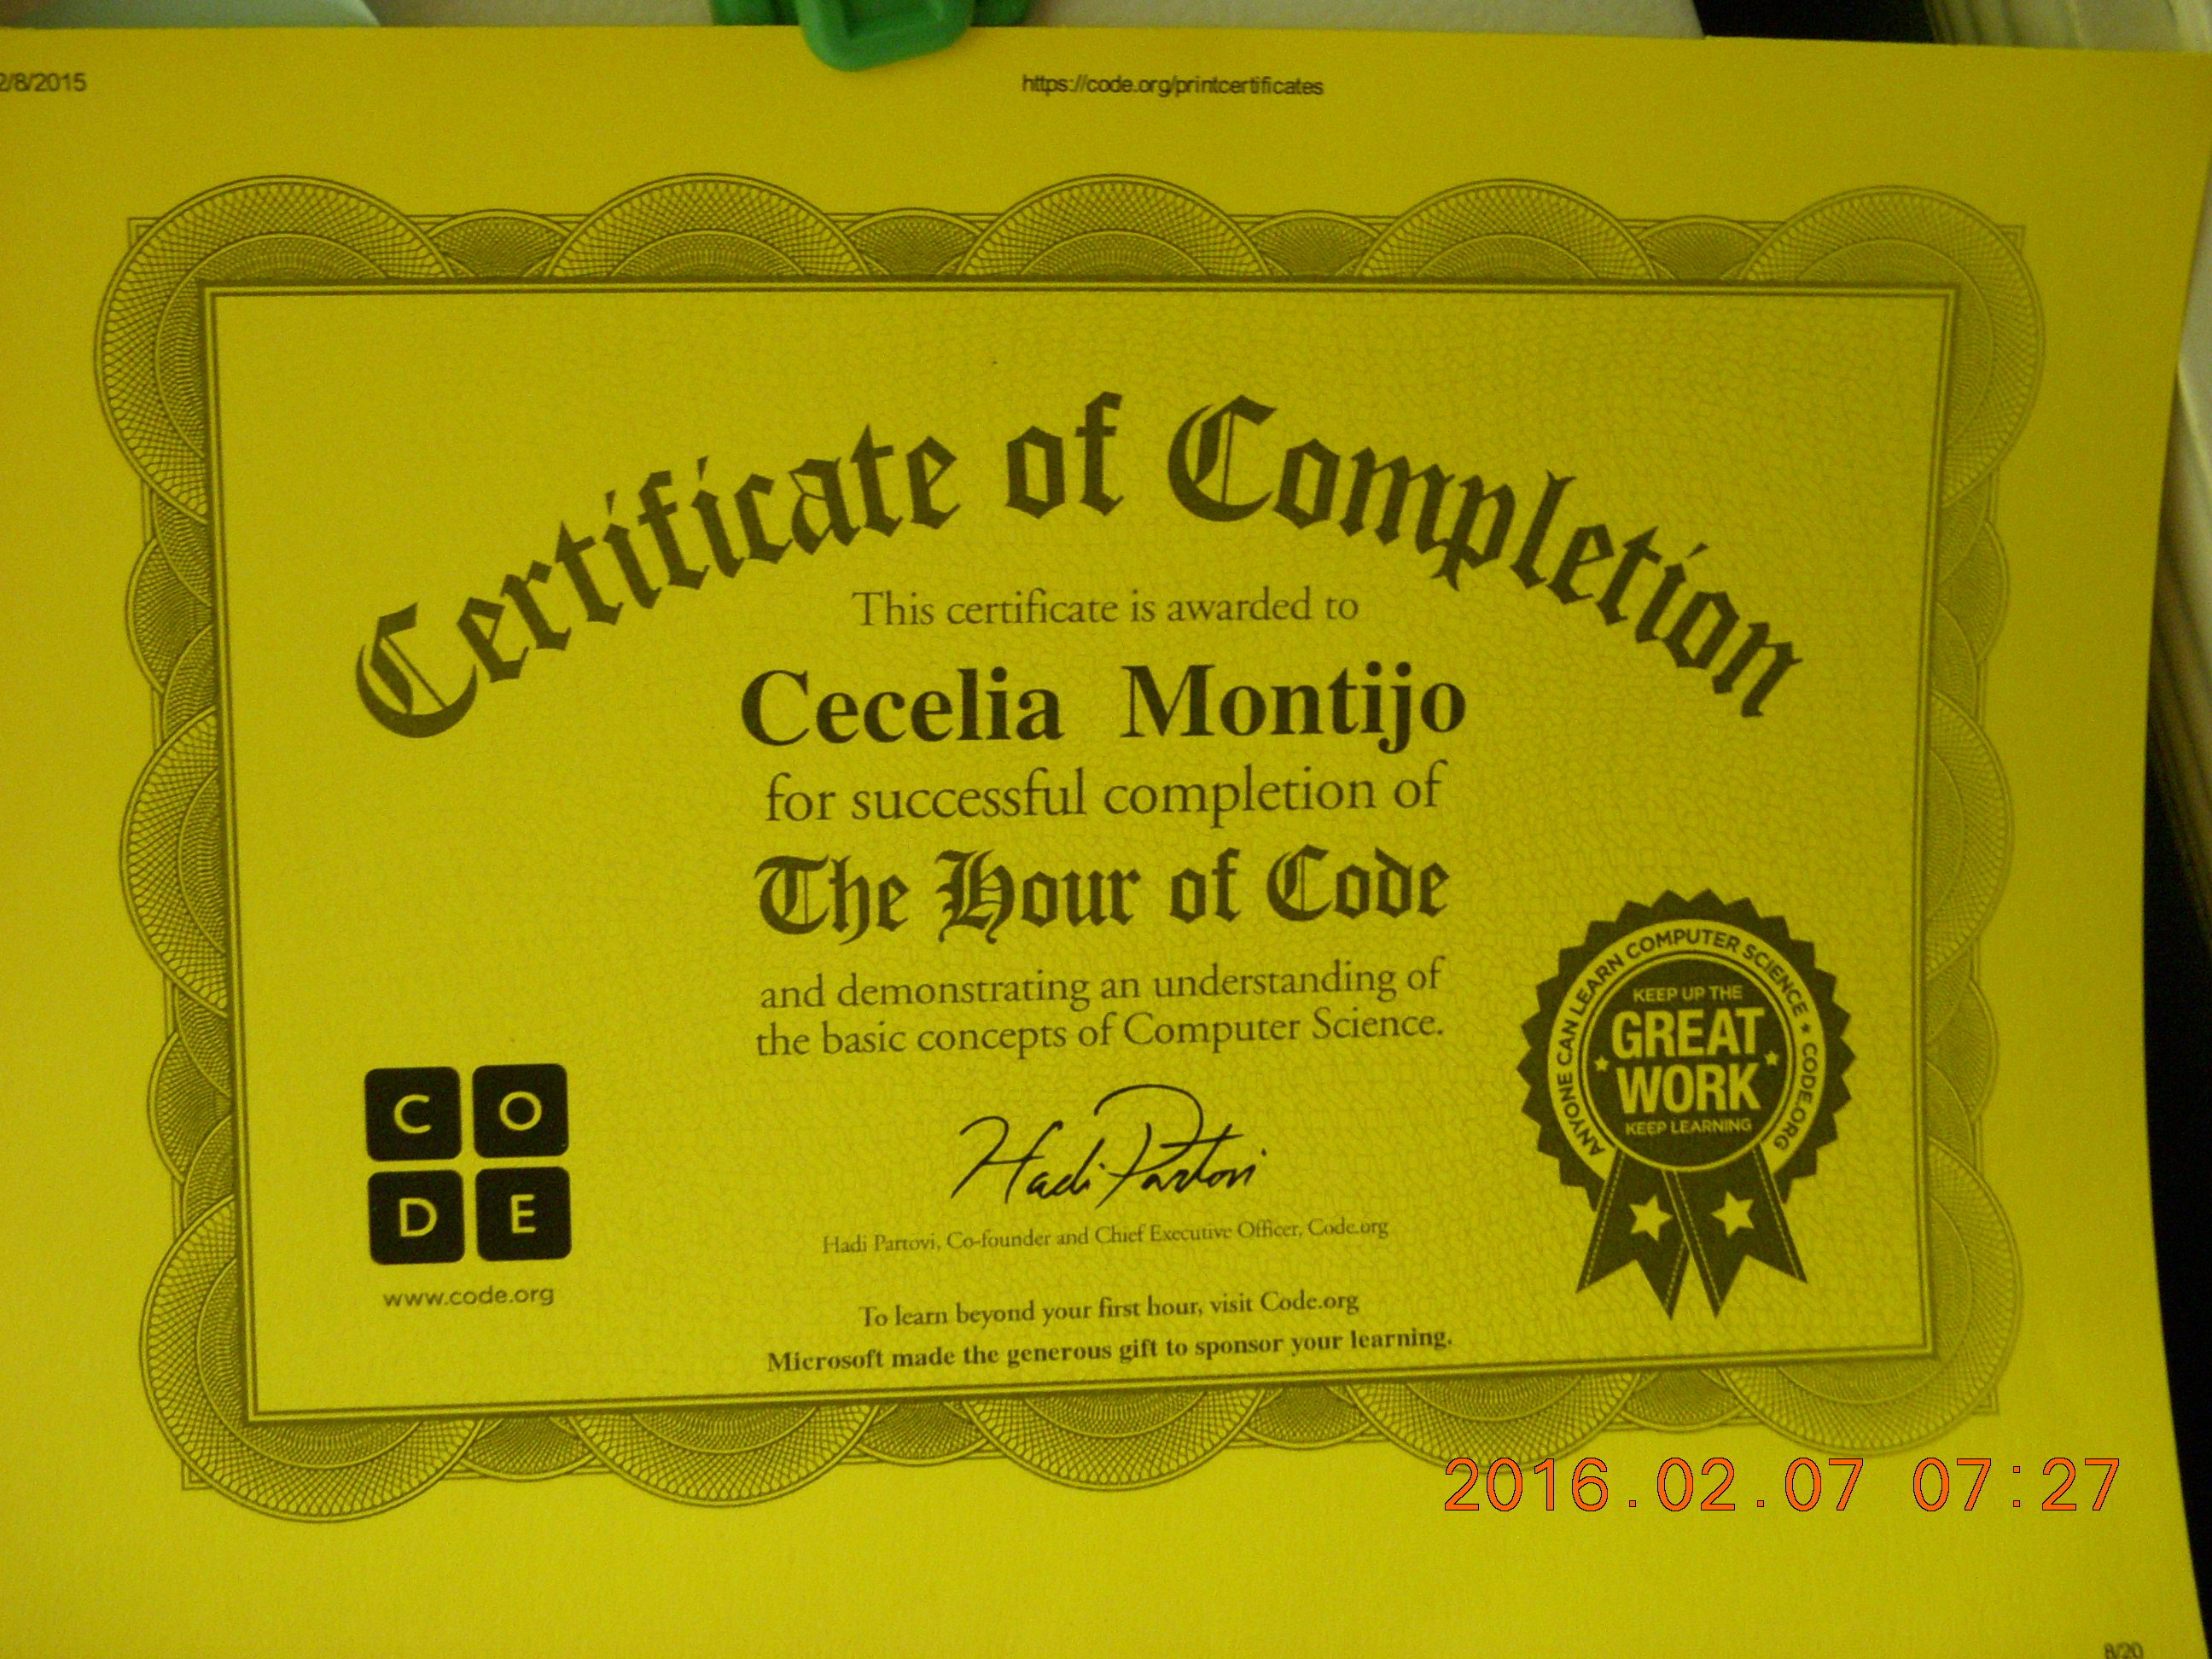 2/8/2015
https://code.org/printcertificates
Certificate of Completion
This certificate is awarded to
Cecelia Montijo
for successful completion of
The Hour of Code
and demonstrating an understanding of
the basic concepts of Computer Science.
Hadi Partovi
Hadi Partovi, Co-founder and Chief Executive Officer, Code.org
To learn beyond your first hour, visit Code.org
Microsoft made the generous gift to sponsor your learning.
C O
D E
www.code.org
ANYONE CAN LEARN COMPUTER SCIENCE ★ CODE.ORG
KEEP UP THE
GREAT
WORK
KEEP LEARNING
2016.02.07 07:27
8/20